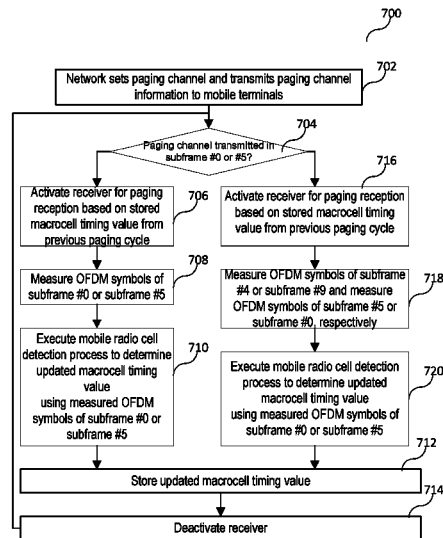 700
702
Network sets paging channel and transmits paging channel
information to mobile terminals
704
Paging channel transmitted in
subframe #0 or #5?
716
Activate receiver for paging
reception based on stored
macrocell timing value from
previous paging cycle
706
Activate receiver for paging reception
based on stored macrocell timing
value from previous paging cycle
708
Measure OFDM symbols of
subframe #0 or subframe #5
Measure OFDM symbols of subframe
#4 or subframe #9 and measure
OFDM symbols of subframe #5 or
subframe #0, respectively
718
Execute mobile radio cell
detection process to determine
updated macrocell timing
value
using measured OFDM
symbols of subframe #0 or
subframe #5
710
Execute mobile radio cell detection
process to determine updated
macrocell timing value
using measured OFDM symbols of
subframe #0 or subframe #5
720
712
Store updated macrocell timing value
714
Deactivate receiver